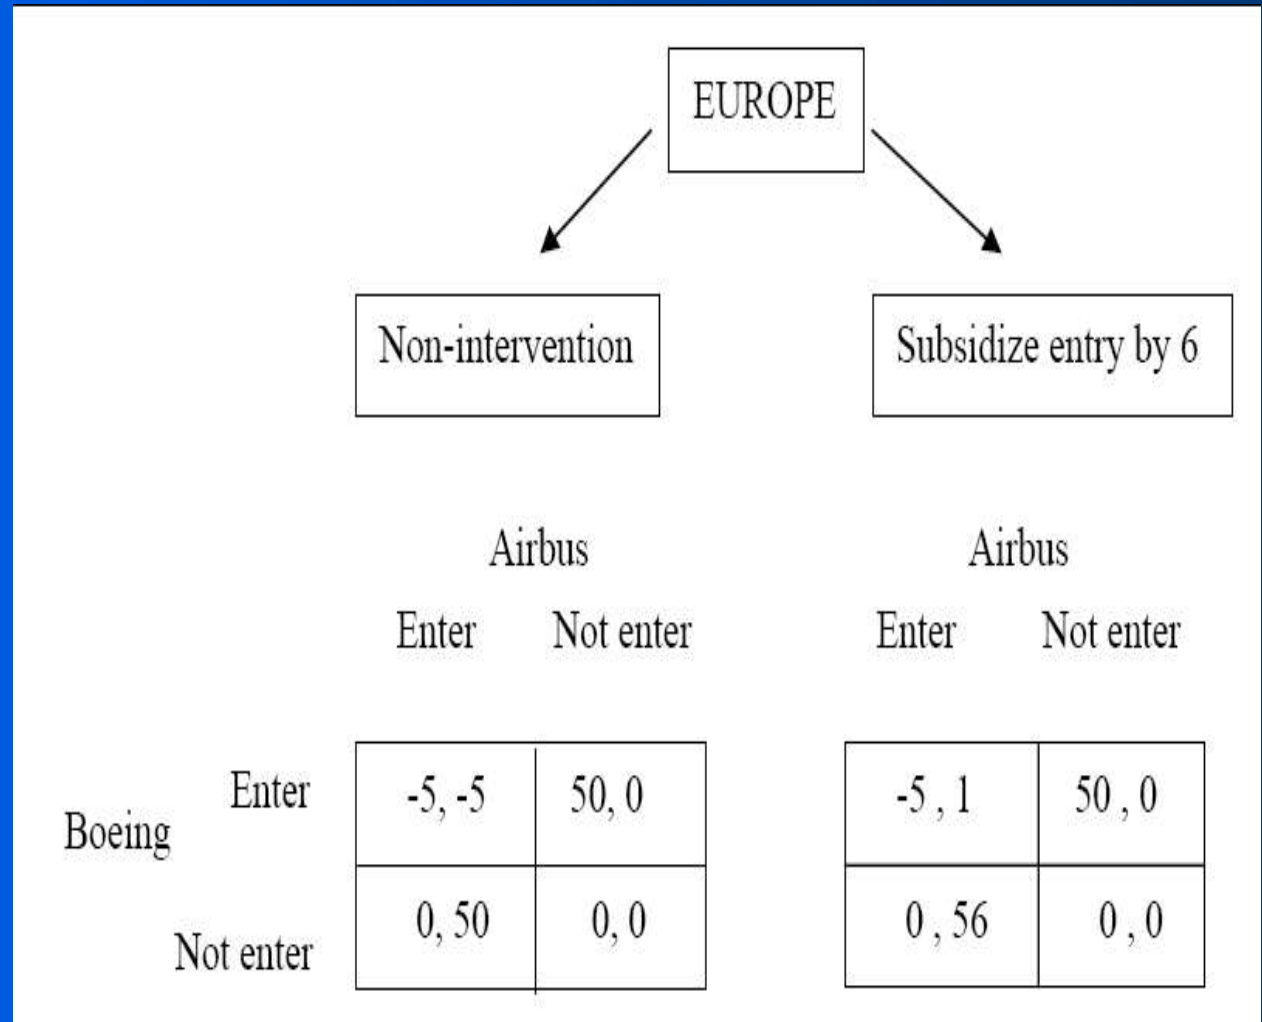 EUROPE
Non-intervention
Subsidize entry by 6
Airbus
Airbus
Enter Not enter
Enter Not enter
Boeing
Enter
-5, -5 50, 0
-5 , 1 50 , 0
Not enter
0, 50 0, 0
0 , 56 0 , 0